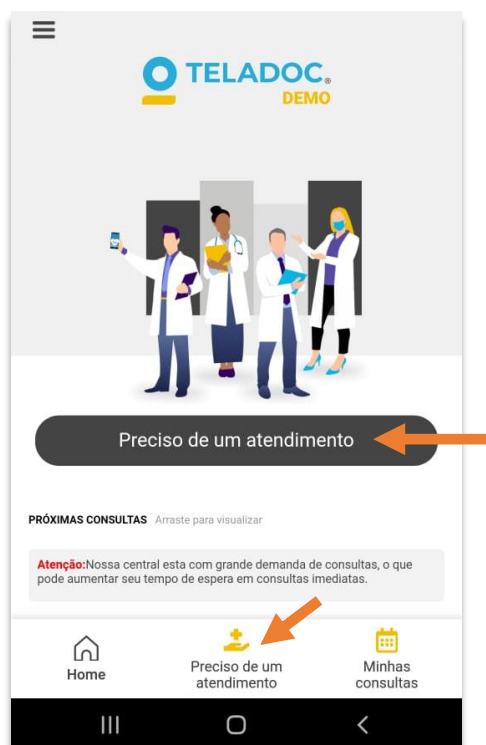 TELADOC®
DEMO
Preciso de um atendimento
PRÓXIMAS CONSULTAS Arraste para visualizar
Atenção:Nossa central esta com grande demanda de consultas, o que
pode aumentar seu tempo de espera em consultas imediatas.
Home
Preciso de um
atendimento
Minhas
consultas